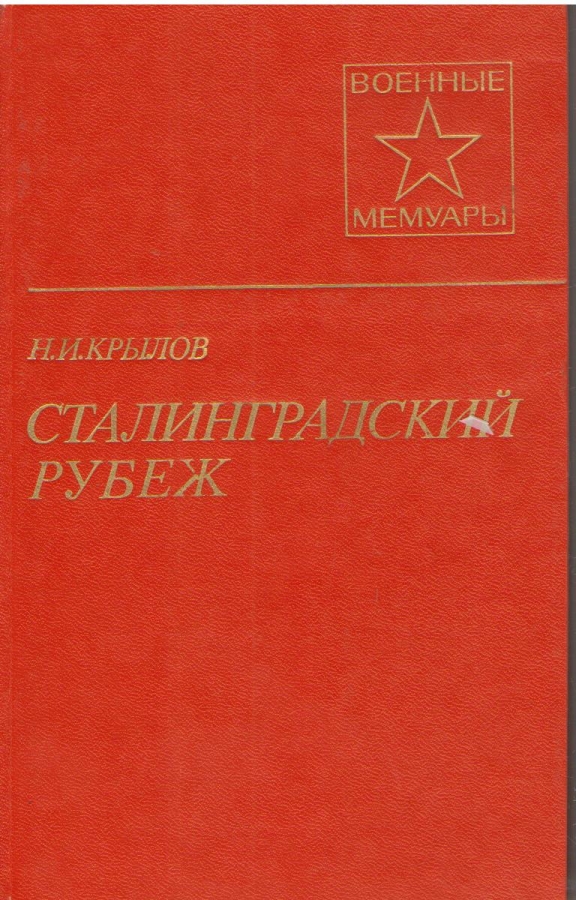 ВОЕННЫЕ
МЕМУАРЫ
Н.И.КРЫЛОВ
СТАЛИНГРАДСКИЙ
РУБЕЖ